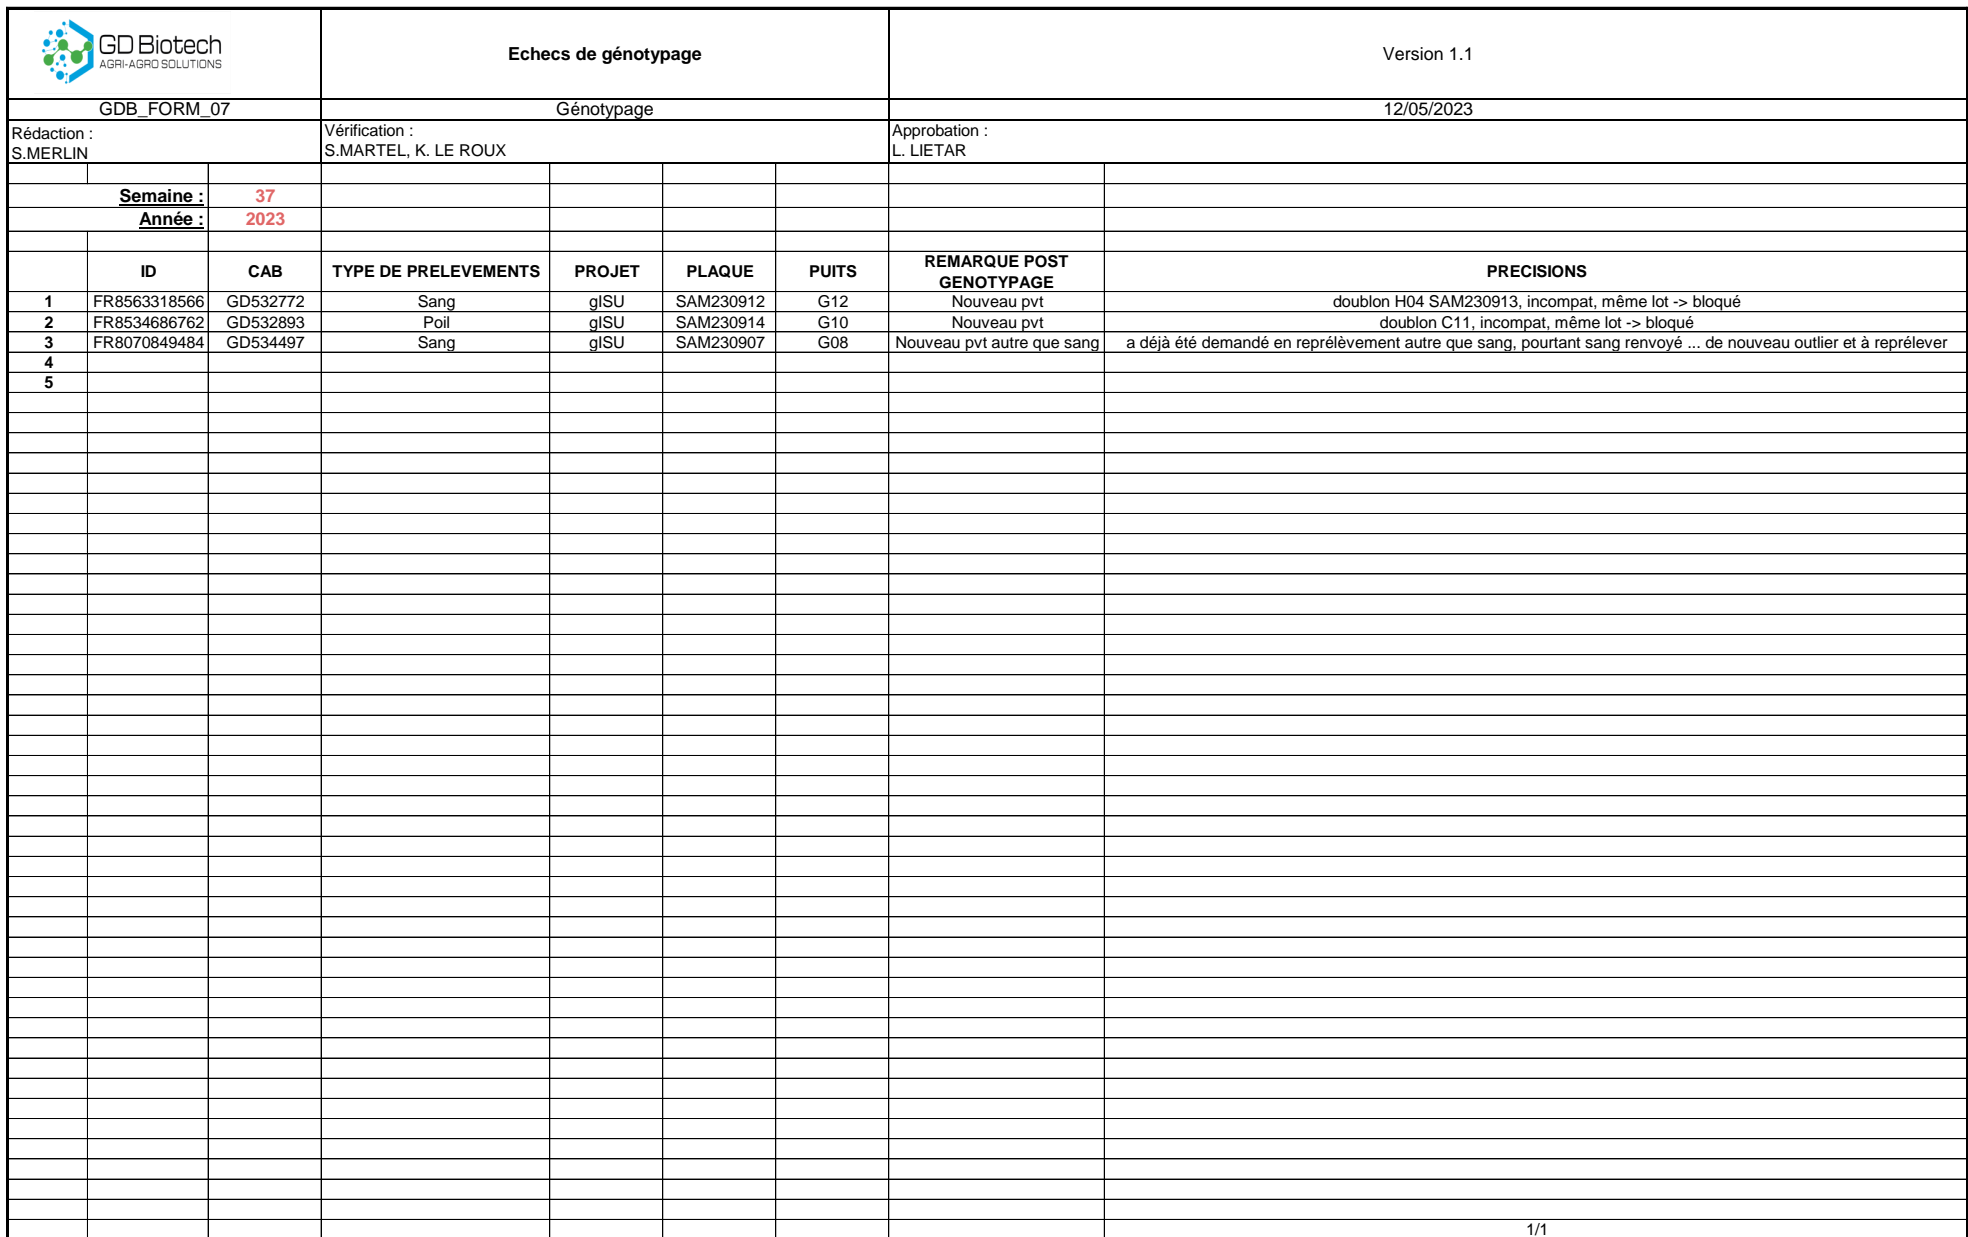 GD Biotech
AGRI-AGRO SOLUTIONS
Echecs de génotypage
Version 1.1
GDB_FORM_07 Génotypage 12/05/2023
Rédaction :
S.MERLIN
Vérification :
S.MARTEL, K. LE ROUX
Approbation :
L. LIETAR
Semaine : 37
Année : 2023
ID CAB TYPE DE PRELEVEMENTS PROJET PLAQUE PUITS REMARQUE POST GENOTYPAGE PRECISIONS
1 FR8563318566 GD532772 Sang gISU SAM230912 G12 Nouveau pvt doublon H04 SAM230913, incompat, même lot -> bloqué
2 FR8534686762 GD532893 Poil gISU SAM230914 G10 Nouveau pvt doublon C11, incompat, même lot -> bloqué
3 FR8070849484 GD534497 Sang gISU SAM230907 G08 Nouveau pvt autre que sang a déjà été demandé en reprélèvement autre que sang, pourtant sang renvoyé ... de nouveau outlier et à reprélever
4
5
1/1